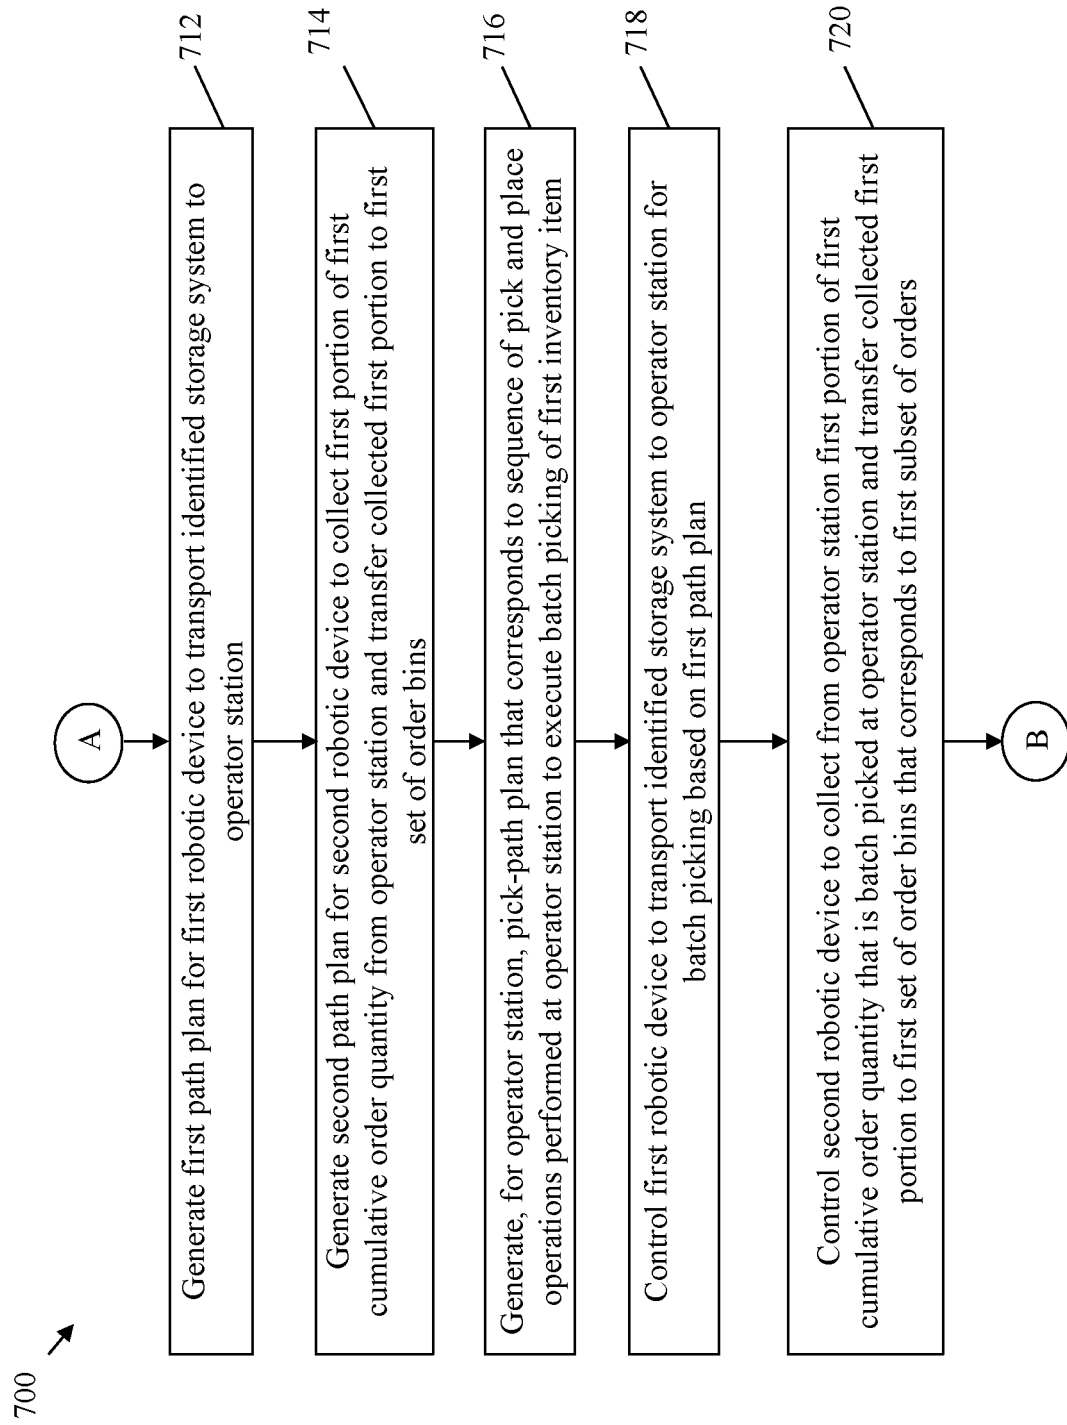 700
A
712
Generate first path plan for first robotic device to transport identified storage system to
operator station
714
Generate second path plan for second robotic device to collect first portion of first
cumulative order quantity from operator station and transfer collected first portion to first
set of order bins
716
Generate, for operator station, pick-path plan that corresponds to sequence of pick and place
operations performed at operator station to execute batch picking of first inventory item
718
Control first robotic device to transport identified storage system to operator station for
batch picking based on first path plan
720
Control second robotic device to collect from operator station first portion of first
cumulative order quantity that is batch picked at operator station and transfer collected first
portion to first set of order bins that corresponds to first subset of orders
B